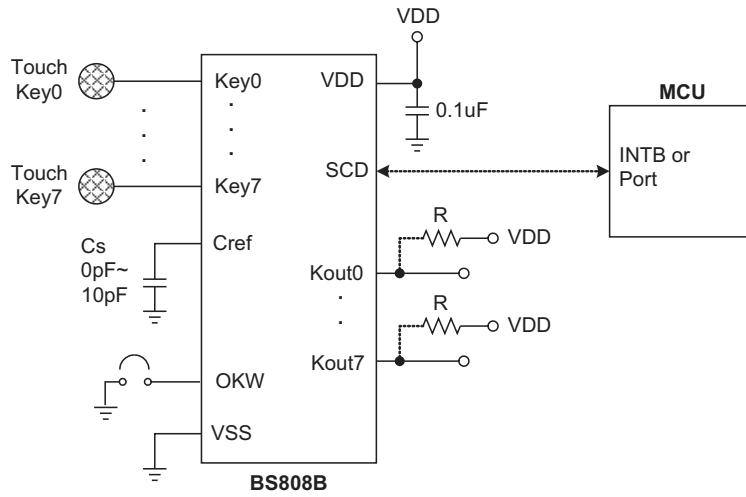 VDD
Touch
Key0
Key0
VDD
0.1uF
MCU
Touch
Key7
Key7
SCD
INTB or
Port
Cs
0pF~
10pF
Cref
R
VDD
Kout0
R
VDD
Kout7
OKW
VSS
BS808B